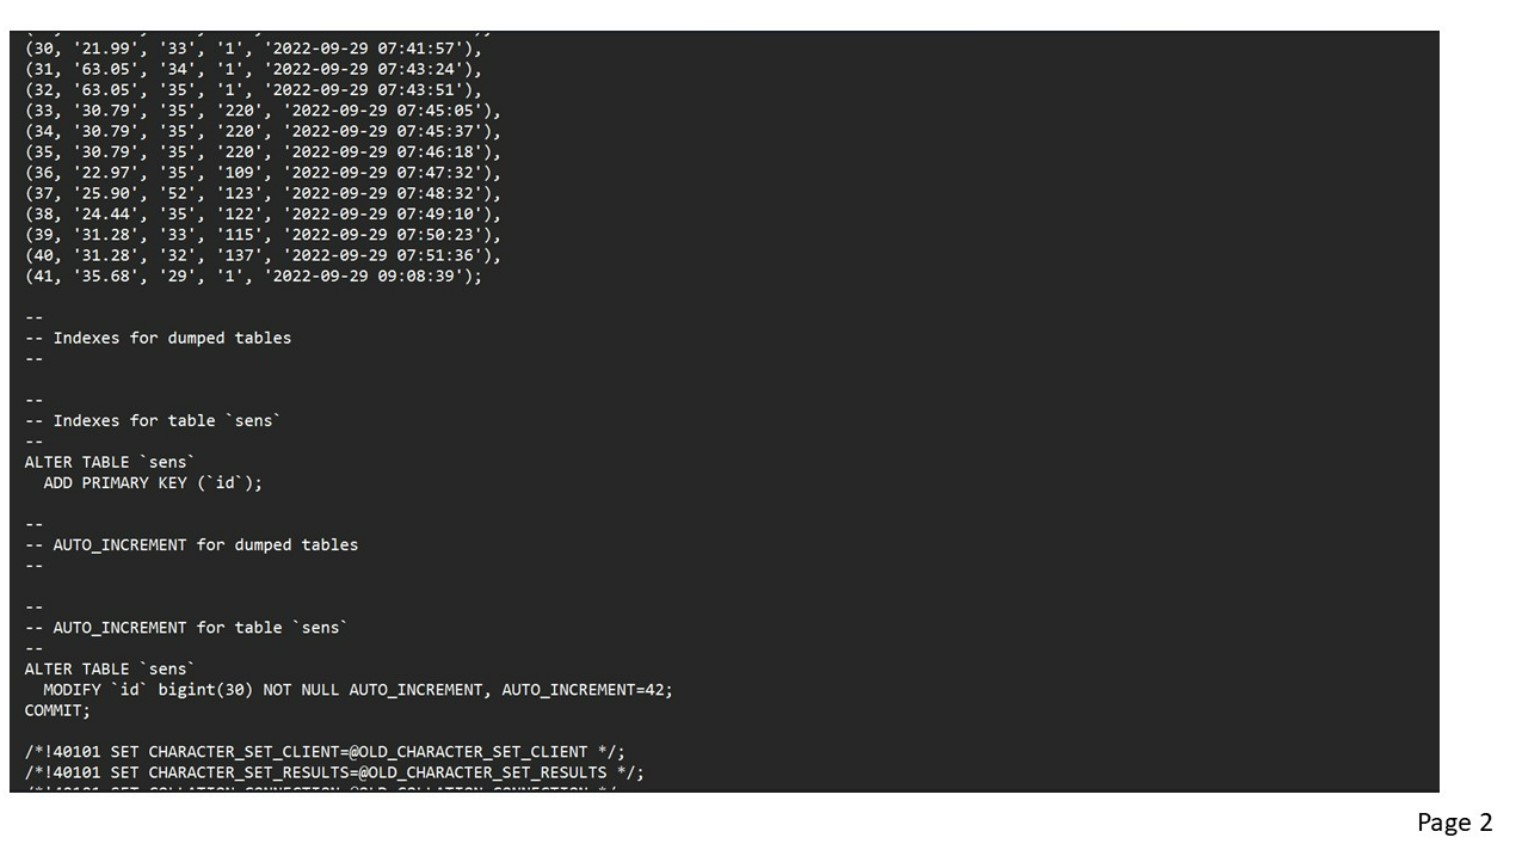 (30, '21.99', '33', '1', '2022-09-29 07:41:57'),
(31, '63.05', '34', '1', '2022-09-29 07:43:24'),
(32, '63.05', '35', '1', '2022-09-29 07:43:51'),
(33, '30.79', '35', '220', '2022-09-29 07:45:05'),
(34, '30.79', '35', '220', '2022-09-29 07:45:37'),
(35, '30.79', '35', '220', '2022-09-29 07:46:18'),
(36, '22.97', '35', '109', '2022-09-29 07:47:32'),
(37, '25.90', '52', '123', '2022-09-29 07:48:32'),
(38, '24.44', '35', '122', '2022-09-29 07:49:10'),
(39, '31.28', '33', '115', '2022-09-29 07:50:23'),
(40, '31.28', '32', '137', '2022-09-29 07:51:36'),
(41, '35.68', '29', '1', '2022-09-29 09:08:39');
--
-- Indexes for dumped tables
--
--
-- Indexes for table `sens`
--
ALTER TABLE `sens`
ADD PRIMARY KEY (`id`);
--
-- AUTO_INCREMENT for dumped tables
--
--
-- AUTO_INCREMENT for table `sens`
--
ALTER TABLE `sens`
MODIFY `id` bigint(30) NOT NULL AUTO_INCREMENT, AUTO_INCREMENT=42;
COMMIT;
/*!40101 SET CHARACTER_SET_CLIENT=@OLD_CHARACTER_SET_CLIENT */;
/*!40101 SET CHARACTER_SET_RESULTS=@OLD_CHARACTER_SET_RESULTS */;
Page 2